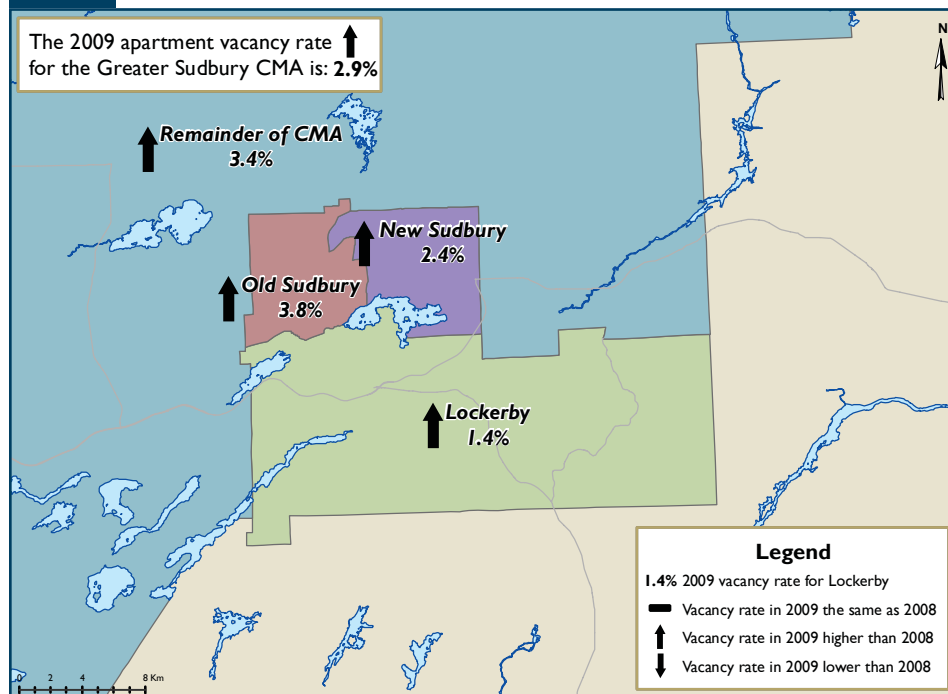 The 2009 apartment vacancy rate
for the Greater Sudbury CMA is: 2.9%
N
Remainder of CMA
3.4%
New Sudbury
2.4%
Old Sudbury
3.8%
Lockerby
1.4%
Legend
1.4% 2009 vacancy rate for Lockerby
Vacancy rate in 2009 the same as 2008
Vacancy rate in 2009 higher than 2008
Vacancy rate in 2009 lower than 2008
0 2 4 8 Km